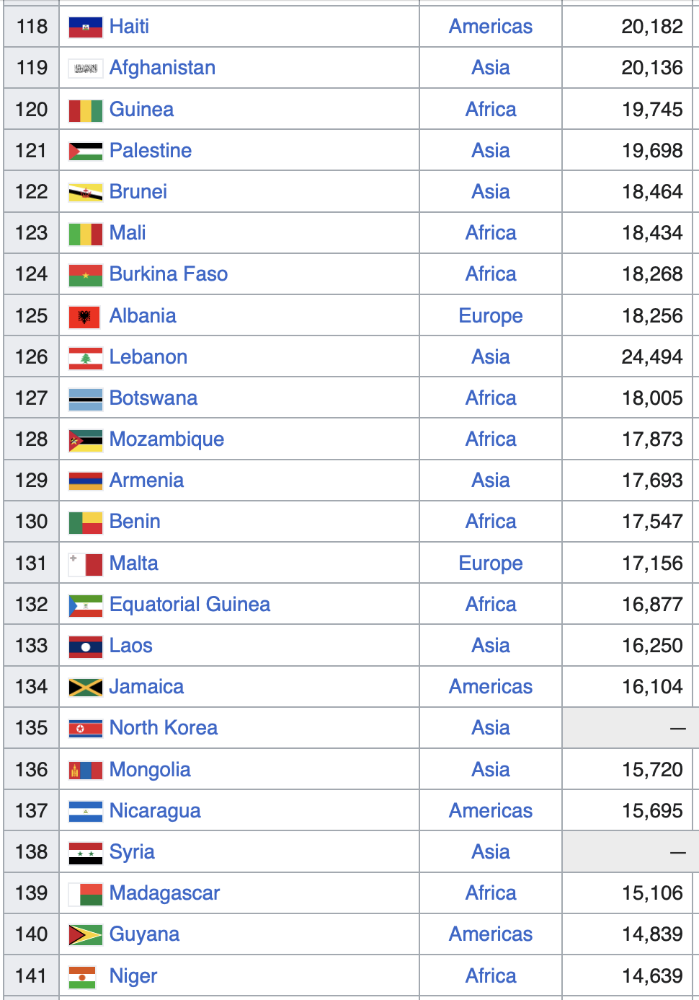 118 Haiti Americas 20,182
119 Afghanistan Asia 20,136
120 Guinea Africa 19,745
121 Palestine Asia 19,698
122 Brunei Asia 18,464
123 Mali Africa 18,434
124 Burkina Faso Africa 18,268
125 Albania Europe 18,256
126 Lebanon Asia 24,494
127 Botswana Africa 18,005
128 Mozambique Africa 17,873
129 Armenia Asia 17,693
130 Benin Africa 17,547
131 Malta Europe 17,156
132 Equatorial Guinea Africa 16,877
133 Laos Asia 16,250
134 Jamaica Americas 16,104
135 North Korea Asia —
136 Mongolia Asia 15,720
137 Nicaragua Americas 15,695
138 Syria Asia —
139 Madagascar Africa 15,106
140 Guyana Americas 14,839
141 Niger Africa 14,639